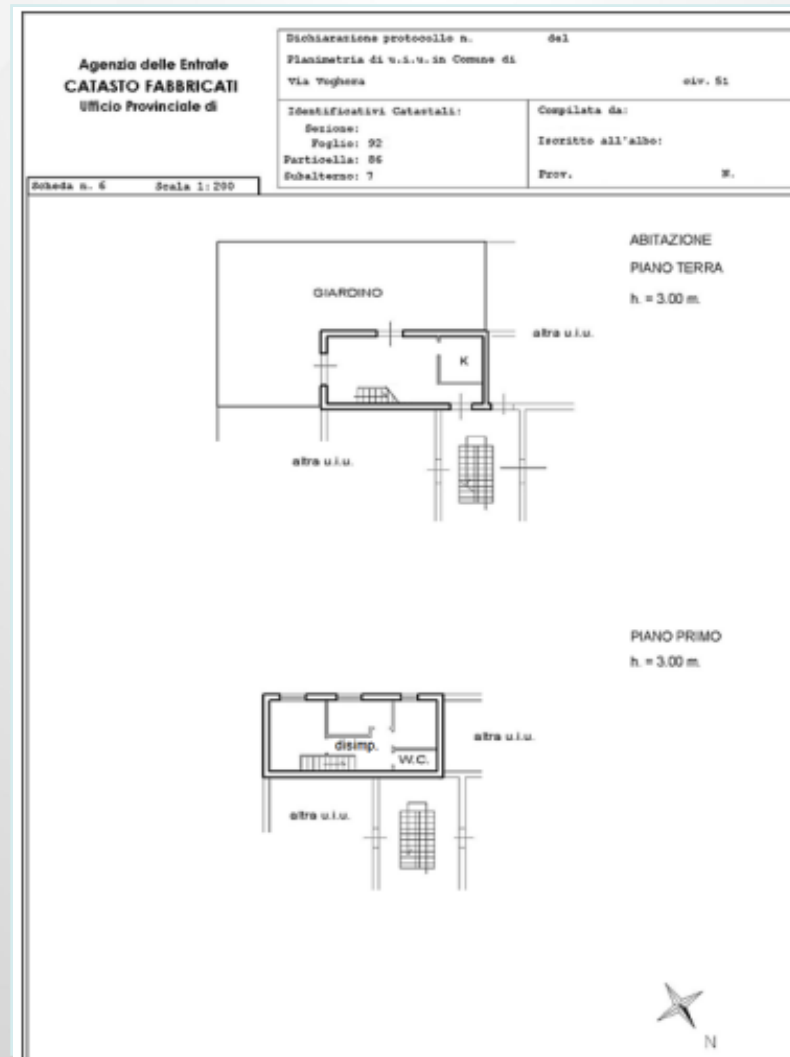 Agenzia delle Entrate
CATASTO FABBRICATI
Ufficio Provinciale di
Dichiarazione protocollo n. del
Planimetria di u.i.u. in Comune di
Via Voghera civ. 51
Identificativi Catastali:
Sezione:
Foglio: 92
Particella: 86
Subalterno: 7
Compilata da:
Iscritto all'albo:
Prov. N.
Scheda n. 6 Scala 1:200
ABITAZIONE
PIANO TERRA
h. = 3.00 m.
GIARDINO
altra u.i.u.
K
altra u.i.u.
PIANO PRIMO
h. = 3.00 m.
disimp.
altra u.i.u.
W.C.
altra u.i.u.
N